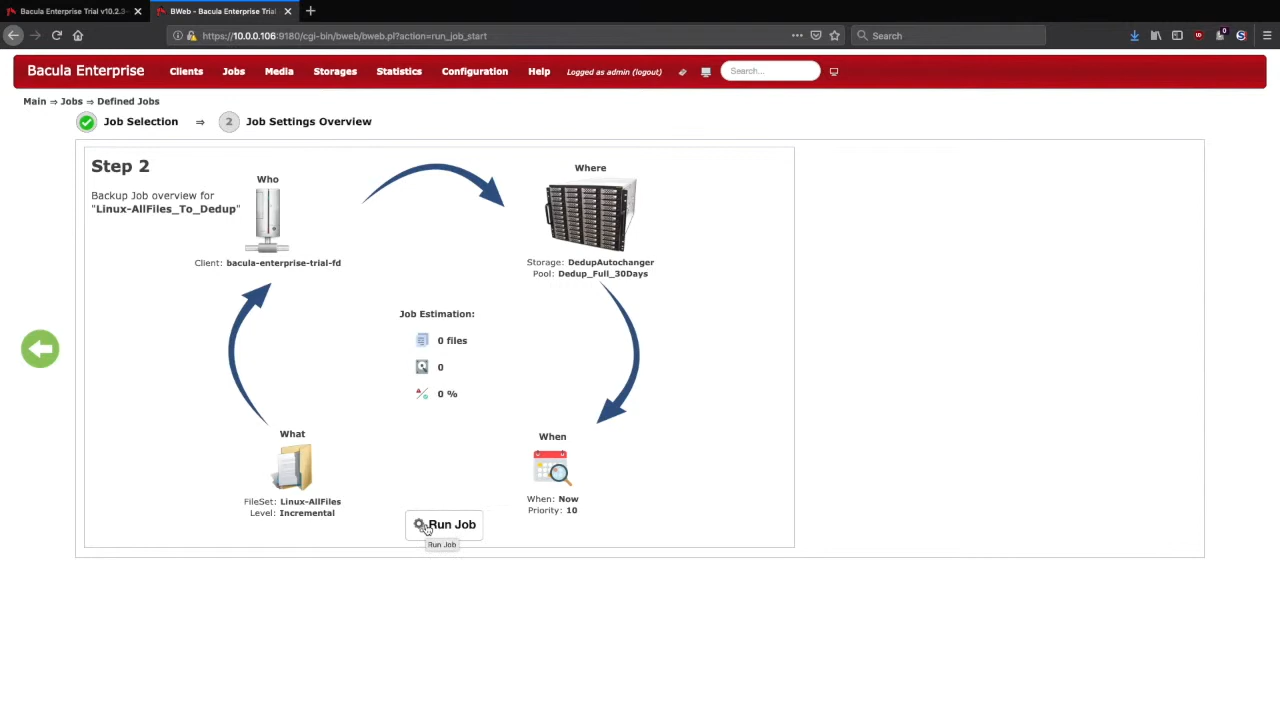 Bacula Enterprise Trial v10.2.3-
BWeb - Bacula Enterprise Trial
https://10.0.0.106:9180/cgi-bin/bweb/bweb.pl?action=run_job_start
Search
Bacula Enterprise
Clients
Jobs
Media
Storages
Statistics
Configuration
Help
Logged as admin (logout)
Search...
Main ⇒ Jobs ⇒ Defined Jobs
Job Selection ⇒ 2 Job Settings Overview
Step 2
Backup Job overview for
"Linux-AllFiles_To_Dedup"
Who
Client: bacula-enterprise-trial-fd
Where
Storage: DedupAutochanger
Pool: Dedup_Full_30Days
Job Estimation:
0 files
0
0 %
What
FileSet: Linux-AllFiles
Level: Incremental
When
When: Now
Priority: 10
Run Job
Run Job